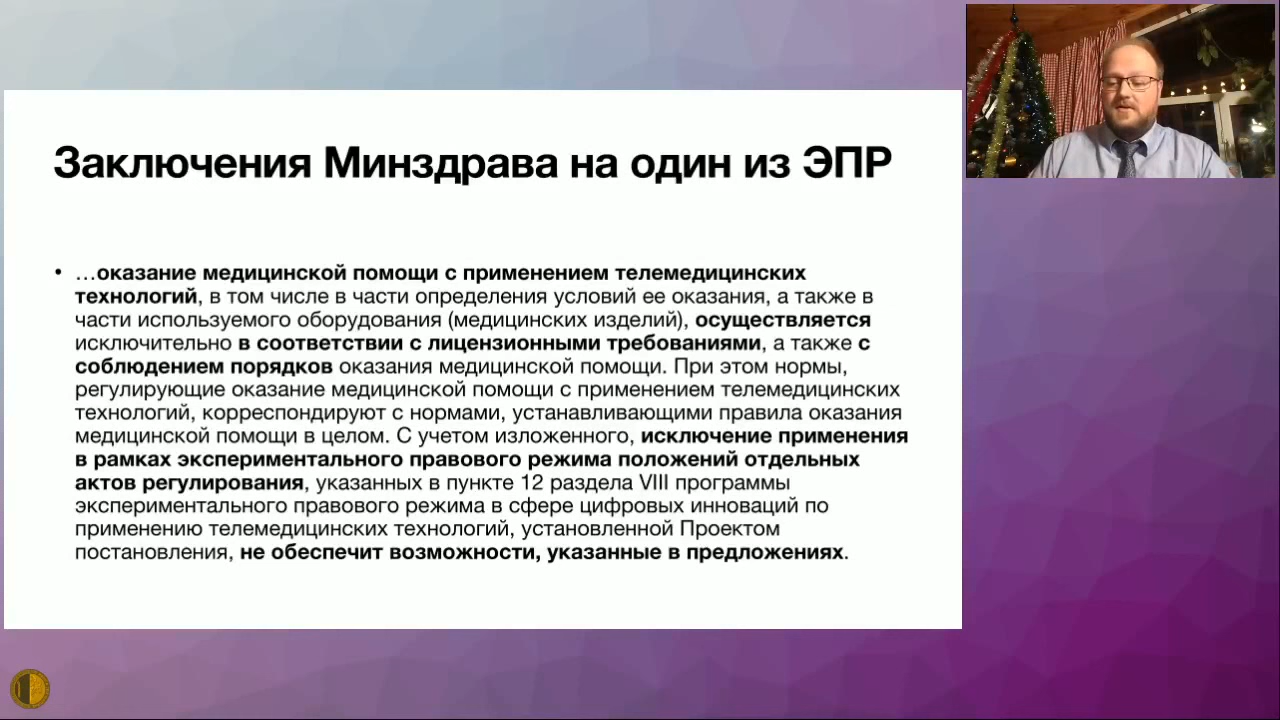 Заключения Минздрава на один из ЭПР
• …оказание медицинской помощи с применением телемедицинских
технологий, в том числе в части определения условий ее оказания, а также в
части используемого оборудования (медицинских изделий), осуществляется
исключительно в соответствии с лицензионными требованиями, а также с
соблюдением порядков оказания медицинской помощи. При этом нормы,
регулирующие оказание медицинской помощи с применением телемедицинских
технологий, корреспондируют с нормами, устанавливающими правила оказания
медицинской помощи в целом. С учетом изложенного, исключение применения
в рамках экспериментального правового режима положений отдельных
актов регулирования, указанных в пункте 12 раздела VIII программы
экспериментального правового режима в сфере цифровых инноваций по
применению телемедицинских технологий, установленной Проектом
постановления, не обеспечит возможности, указанные в предложениях.